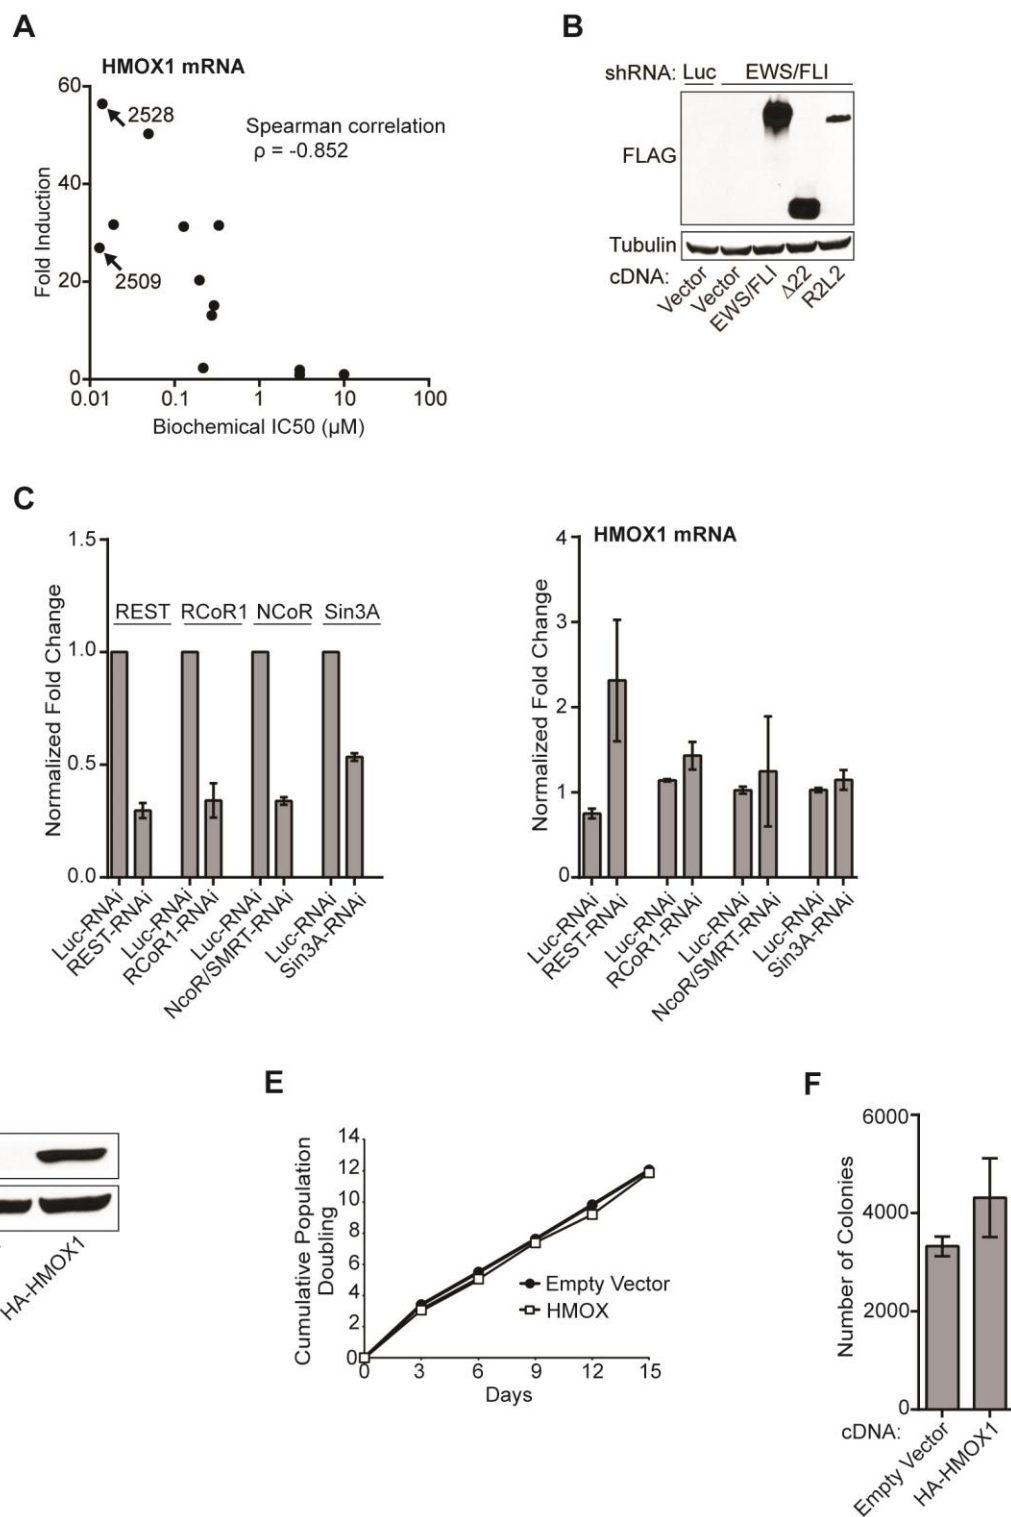 A
HMOX1 mRNA
60
40
20
0
Fold Induction
2528
2509
Spearman correlation
ρ = -0.852
0.01 0.1 1 10 100
Biochemical IC50 (µM)
B
shRNA: Luc EWS/FLI
FLAG
Tubulin
cDNA: Vector Vector EWS/FLI Δ22 R2L2
C
1.5
1.0
0.5
0.0
Normalized Fold Change
REST RCoR1 NCoR Sin3A
Luc-RNAi REST-RNAi Luc-RNAi RCoR1-RNAi Luc-RNAi NcoR/SMRT-RNAi Luc-RNAi Sin3A-RNAi
HMOX1 mRNA
4
3
2
1
0
Normalized Fold Change
Luc-RNAi REST-RNAi Luc-RNAi RCoR1-RNAi Luc-RNAi NcoR/SMRT-RNAi Luc-RNAi Sin3A-RNAi
HA-HMOX1
E
14
12
10
8
6
4
2
0
Cumulative Population
Doubling
Empty Vector
HMOX
0 3 6 9 12 15
Days
F
6000
4000
2000
0
Number of Colonies
cDNA:
Empty Vector HA-HMOX1